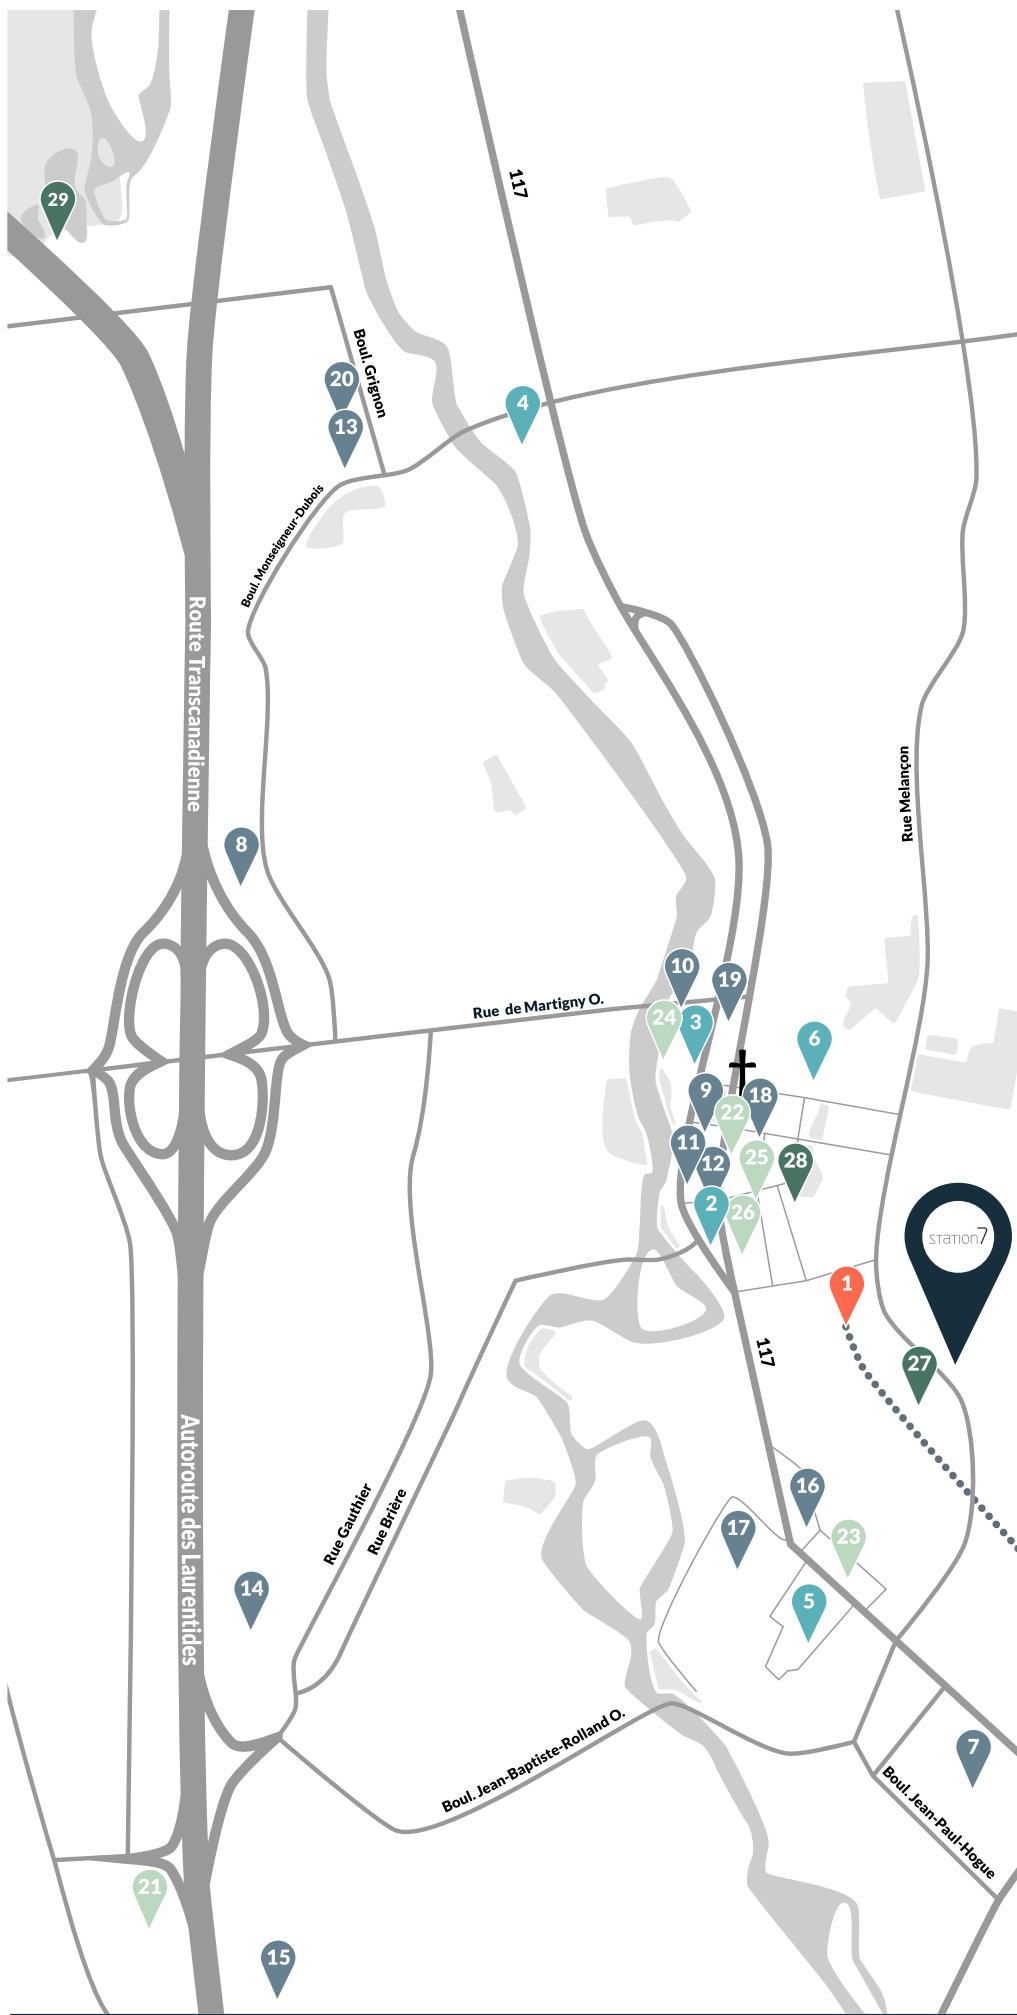 117
29
Boul. Grignon
20
4
13
Boul. Monseigneur-Dubois
Route Transcanadienne
Rue Melançon
8
10
19
Rue de Martigny O.
24
3
6
9
18
22
11
12
25
28
2
26
STATION7
1
117
27
16
Autoroute des Laurentides
Rue Gauthier
Rue Brière
17
23
14
5
Boul. Jean-Baptiste-Rolland O.
7
Boul. Jean-Paul-Hogue
21
15